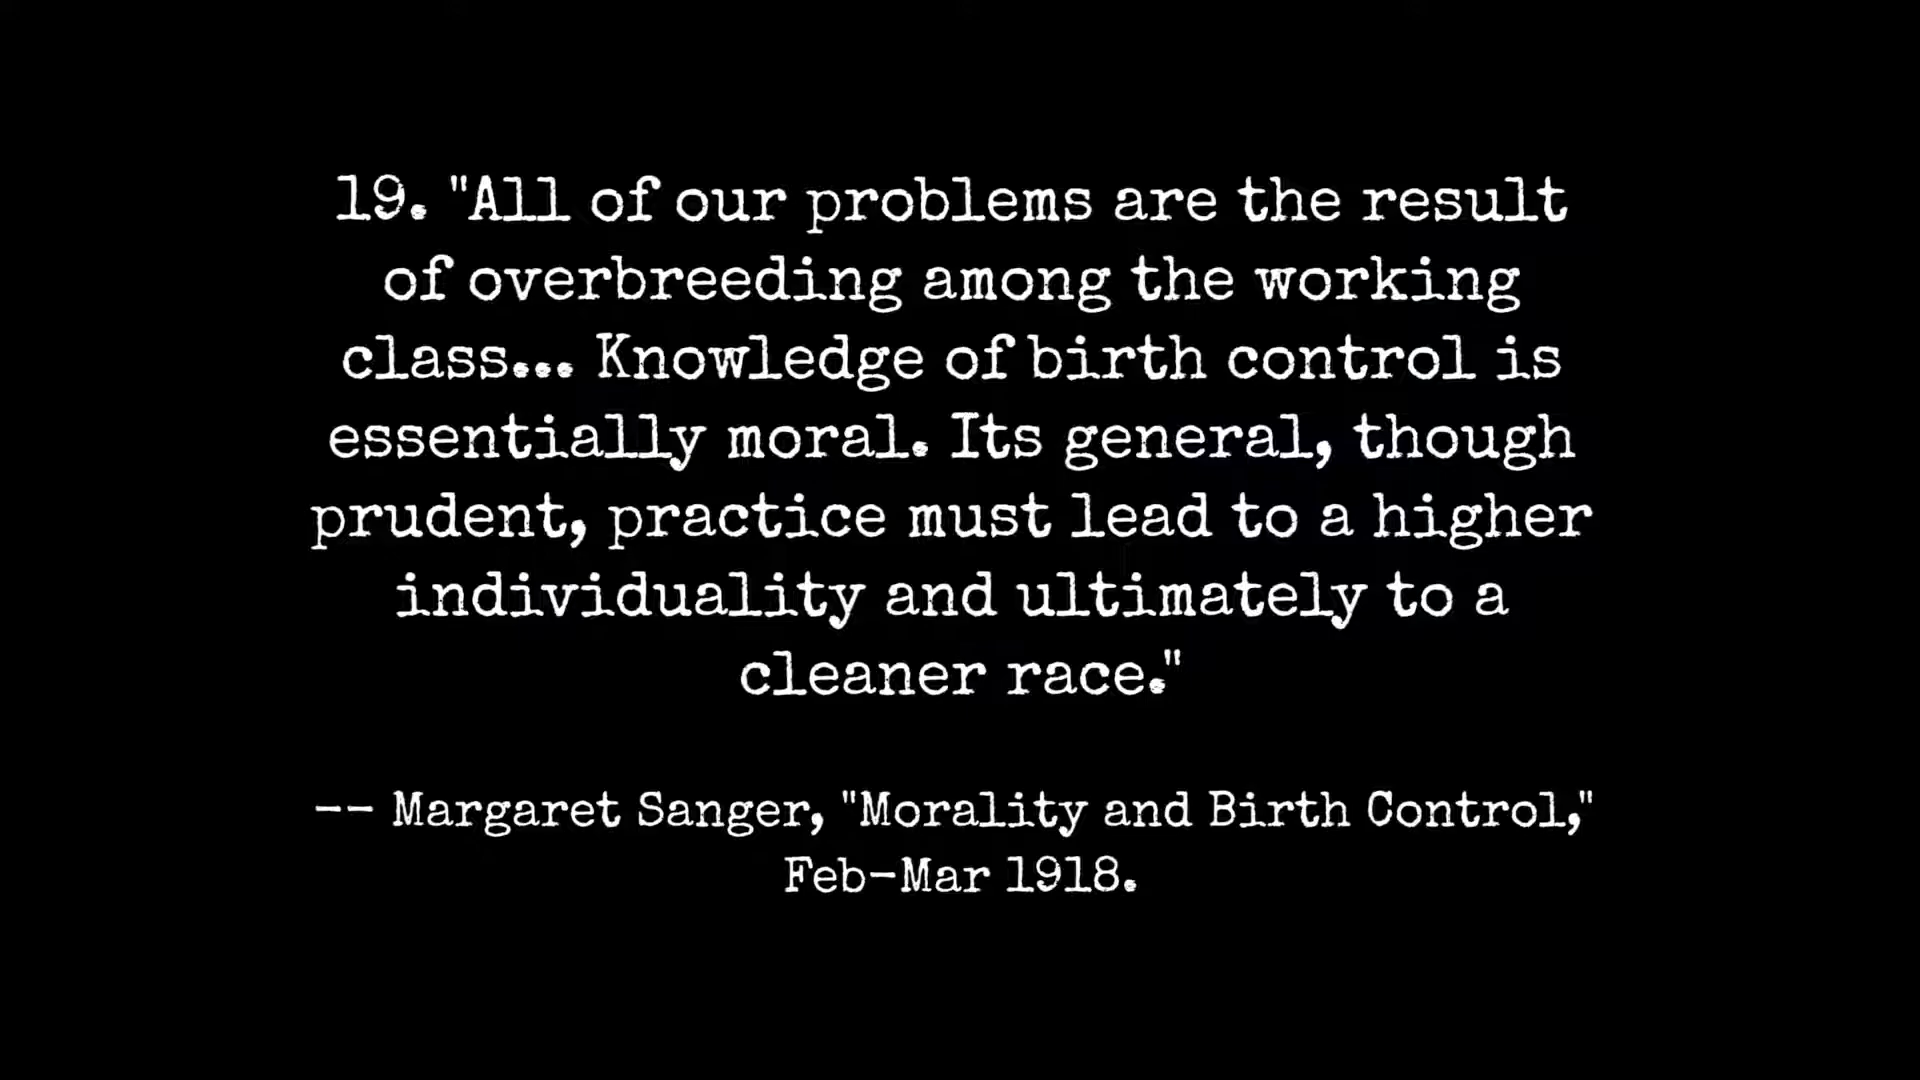 19. "All of our problems are the result
of overbreeding among the working
class... Knowledge of birth control is
essentially moral. Its general, though
prudent, practice must lead to a higher
individuality and ultimately to a
cleaner race."
-- Margaret Sanger, "Morality and Birth Control,"
Feb-Mar 1918.